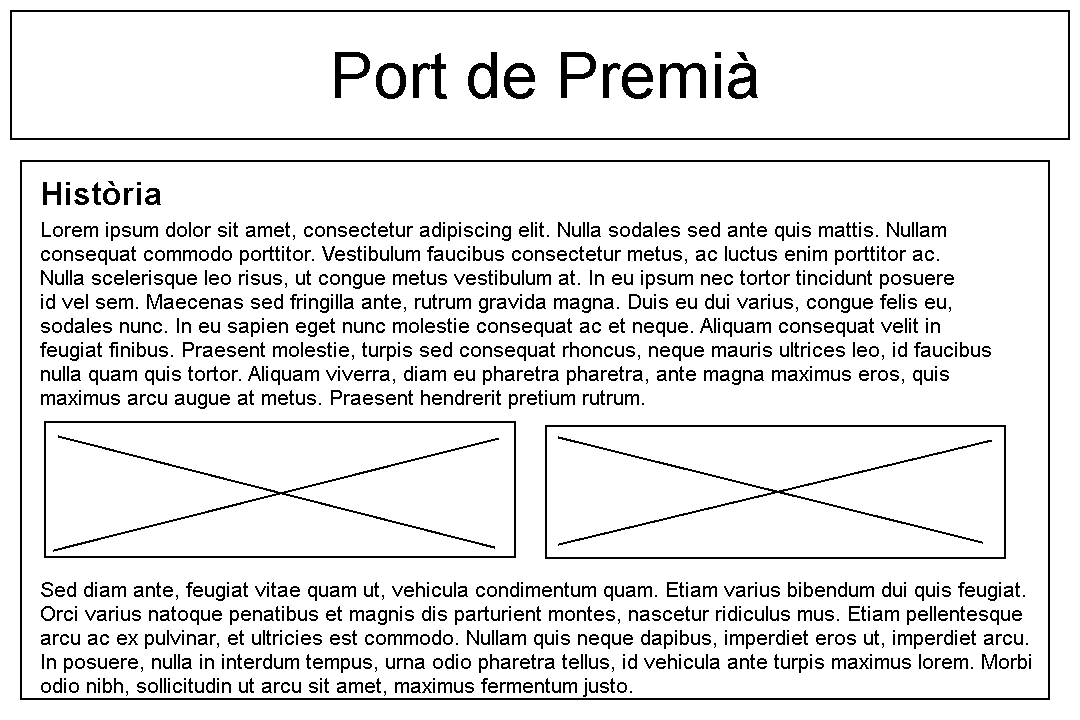 Port de Premià
Història
Lorem ipsum dolor sit amet, consectetur adipiscing elit. Nulla sodales sed ante quis mattis. Nullam
consequat commodo porttitor. Vestibulum faucibus consectetur metus, ac luctus enim porttitor ac.
Nulla scelerisque leo risus, ut congue metus vestibulum at. In eu ipsum nec tortor tincidunt posuere
id vel sem. Maecenas sed fringilla ante, rutrum gravida magna. Duis eu dui varius, congue felis eu,
sodales nunc. In eu sapien eget nunc molestie consequat ac et neque. Aliquam consequat velit in
feugiat finibus. Praesent molestie, turpis sed consequat rhoncus, neque mauris ultrices leo, id faucibus
nulla quam quis tortor. Aliquam viverra, diam eu pharetra pharetra, ante magna maximus eros, quis
maximus arcu augue at metus. Praesent hendrerit pretium rutrum.
Sed diam ante, feugiat vitae quam ut, vehicula condimentum quam. Etiam varius bibendum dui quis feugiat.
Orci varius natoque penatibus et magnis dis parturient montes, nascetur ridiculus mus. Etiam pellentesque
arcu ac ex pulvinar, et ultricies est commodo. Nullam quis neque dapibus, imperdiet eros ut, imperdiet arcu.
In posuere, nulla in interdum tempus, urna odio pharetra tellus, id vehicula ante turpis maximus lorem. Morbi
odio nibh, sollicitudin ut arcu sit amet, maximus fermentum justo.